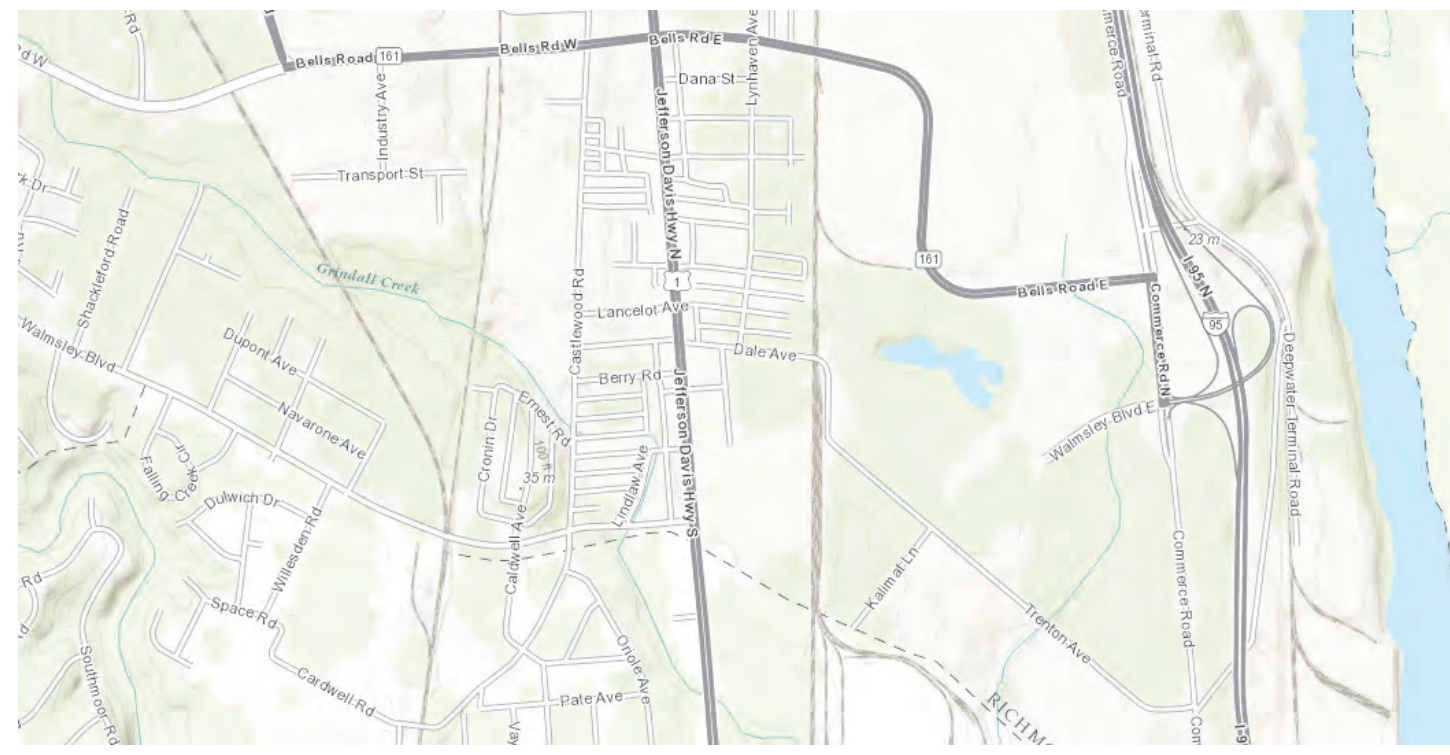 Rd
Bells Road
161
Bells Rd W
Bells Rd E
Lynhaven Ave
Dana St
Industry Ave
Transport St
Jefferson Davis Hwy N
1
Shackleford Road
Grindall Creek
Castlewood Rd
Lancelot Ave
Dale Ave
161
Bells Road E
Commerce Rd N
23 m
I 95 N
95
Deepwater Terminal Road
Walmsley Blvd
Dupont Ave
Navarone Ave
Berry Rd
Jefferson Davis Hwy S
Ernest Rd
Cronin Dr
100 ft
35 m
Lindlaw Ave
Walmsley Blvd E
Falling Creek Cir
Dulwich Dr
Willesden Rd
Caldwell Ave
Kalimat Ln
Commerce Road
Trenton Ave
Space Rd
Cardwell Rd
Oriole Ave
Pate Ave
Southmoor Rd
Rd